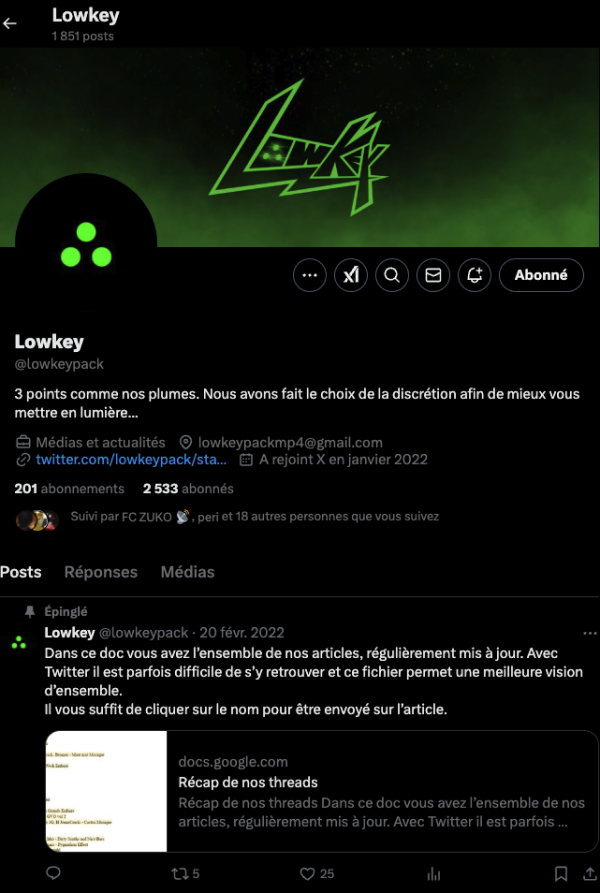 Lowkey
1 851 posts
LowKey
Abonné
Lowkey
@lowkeypack
3 points comme nos plumes. Nous avons fait le choix de la discrétion afin de mieux vous
mettre en lumière...
Médias et actualités lowkeypackmp4@gmail.com
twitter.com/lowkeypack/sta... A rejoint X en janvier 2022
201 abonnements 2 533 abonnés
Suivi par FC ZUKO 📡, peri et 18 autres personnes que vous suivez
Posts Réponses Médias
Épinglé
Lowkey @lowkeypack · 20 févr. 2022
Dans ce doc vous avez l'ensemble de nos articles, régulièrement mis à jour. Avec
Twitter il est parfois difficile de s'y retrouver et ce fichier permet une meilleure vision
d'ensemble.
Il vous suffit de cliquer sur le nom pour être envoyé sur l'article.
docs.google.com
Récap de nos threads
Récap de nos threads Dans ce doc vous avez l'ensemble de nos
articles, régulièrement mis à jour. Avec Twitter il est parfois ...
5 25